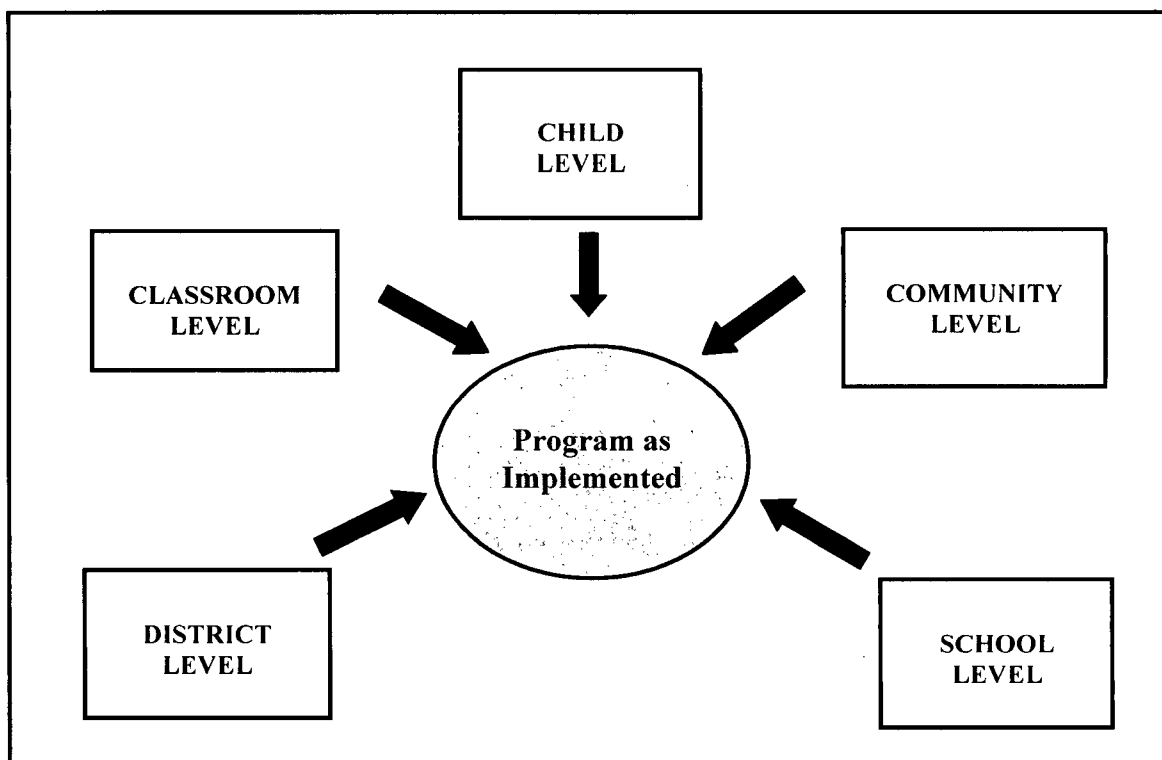 CHILD
LEVEL
CLASSROOM
LEVEL
COMMUNITY
LEVEL
Program as
Implemented
DISTRICT
LEVEL
SCHOOL
LEVEL